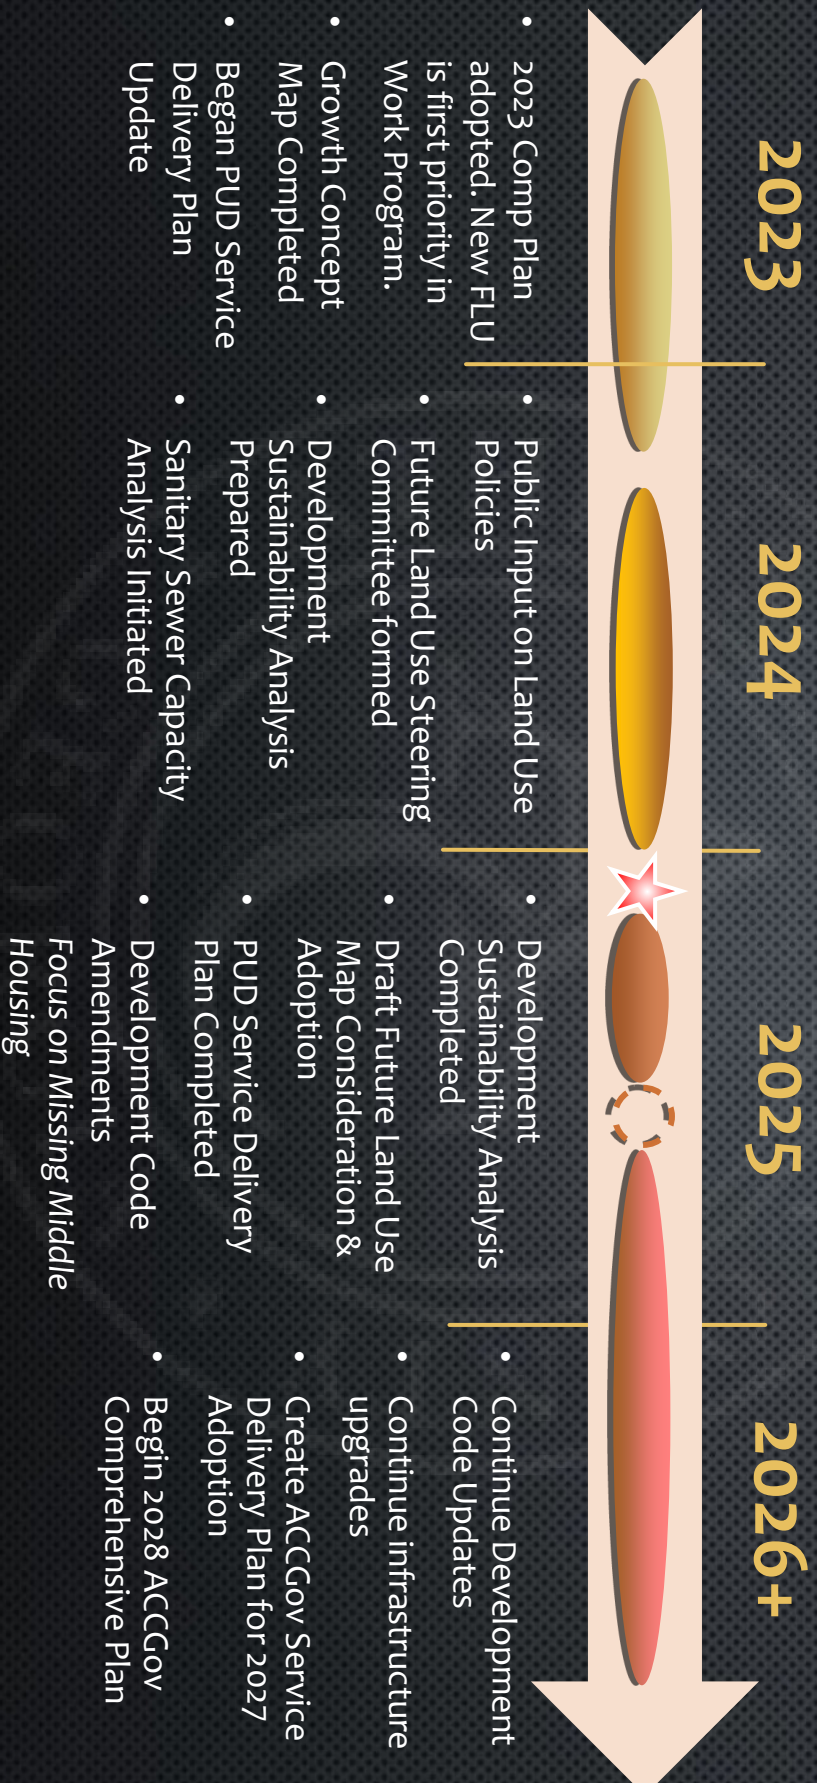 2023
2024
2025
2026+
• 2023 Comp Plan
adopted. New FLU
is first priority in
Work Program.
• Growth Concept
Map Completed
• Began PUD Service
Delivery Plan
Update
• Public Input on Land Use
Policies
• Future Land Use Steering
Committee formed
• Development
Sustainability Analysis
Prepared
• Sanitary Sewer Capacity
Analysis Initiated
• Development
Sustainability Analysis
Completed
• Draft Future Land Use
Map Consideration &
Adoption
• PUD Service Delivery
Plan Completed
• Development Code
Amendments
Focus on Missing Middle
Housing
• Continue Development
Code Updates
• Continue infrastructure
upgrades
• Create ACCGov Service
Delivery Plan for 2027
Adoption
• Begin 2028 ACCGov
Comprehensive Plan